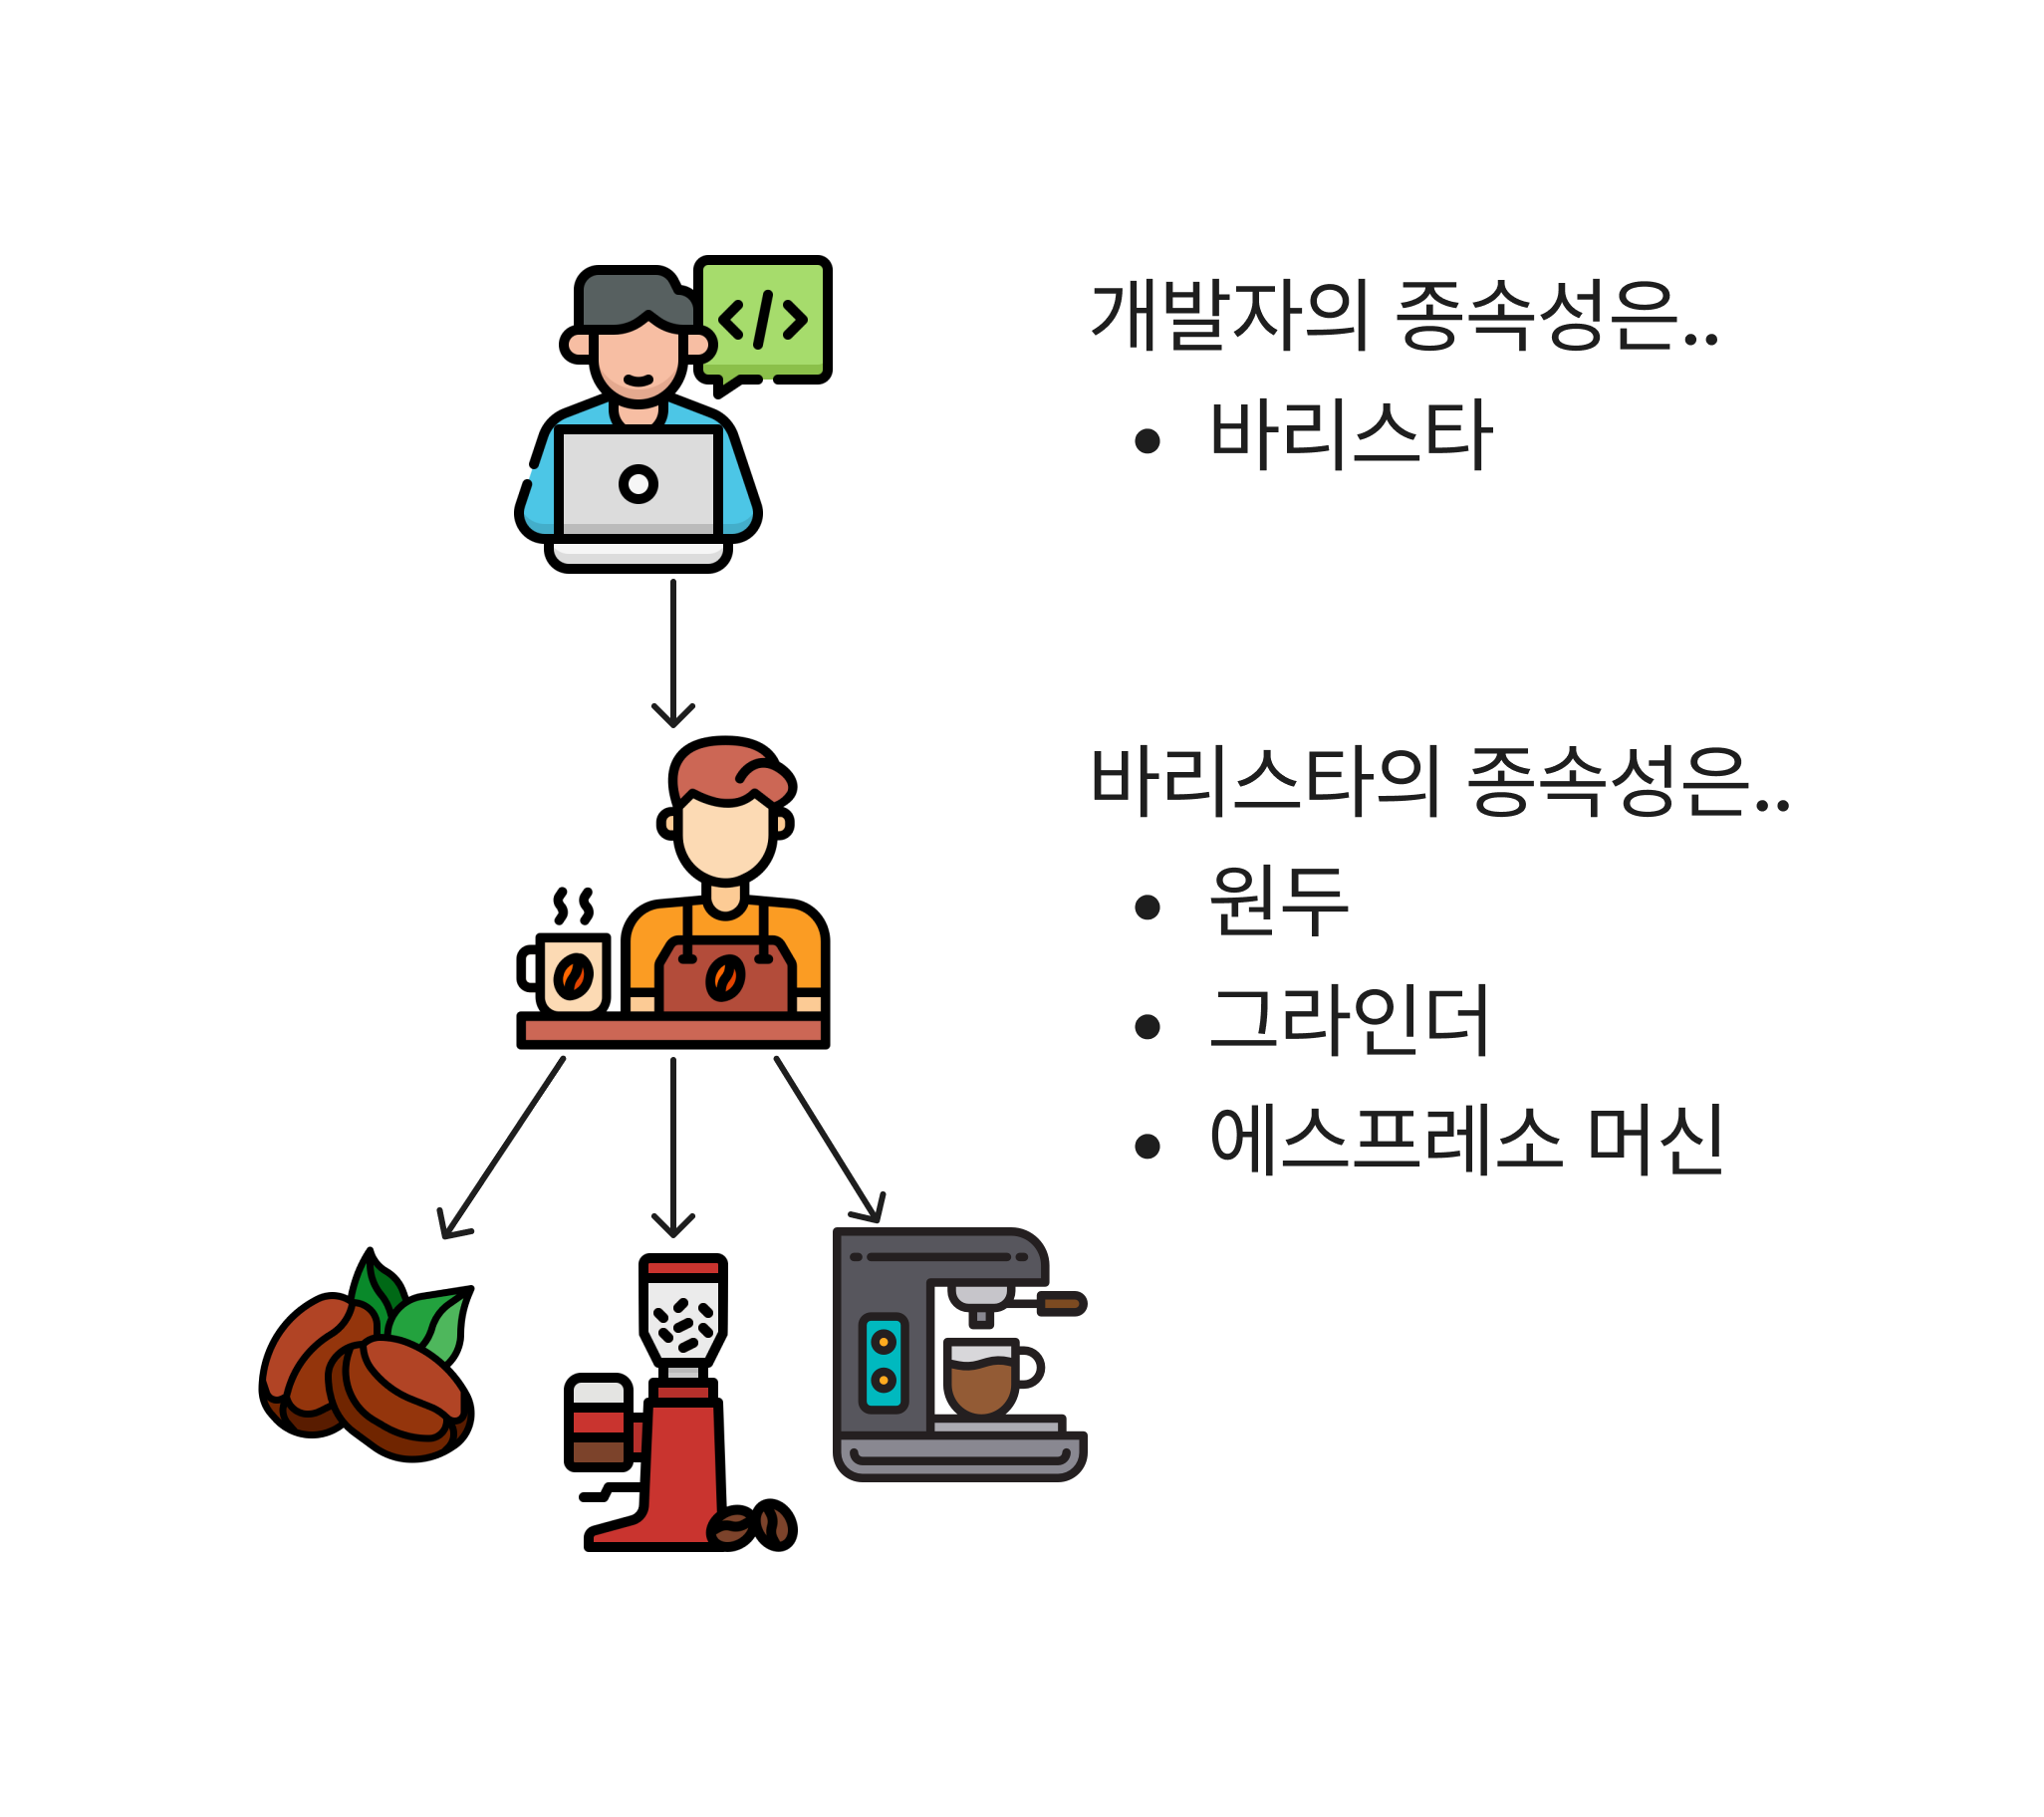 개발자의 종속성은..
• 바리스타
바리스타의 종속성은..
• 원두
• 그라인더
• 에스프레소 머신